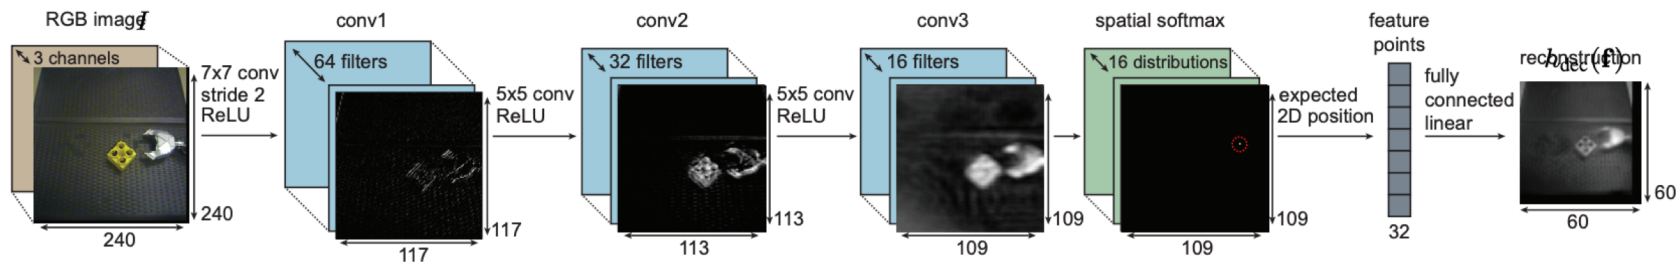 RGB image I
3 channels
240
240
7x7 conv
stride 2
ReLU
conv1
64 filters
117
117
5x5 conv
ReLU
conv2
32 filters
113
113
5x5 conv
ReLU
conv3
16 filters
109
109
spatial softmax
16 distributions
109
109
expected
2D position
feature
points
32
fully
connected
linear
reconstruction
h_dec(f)
60
60